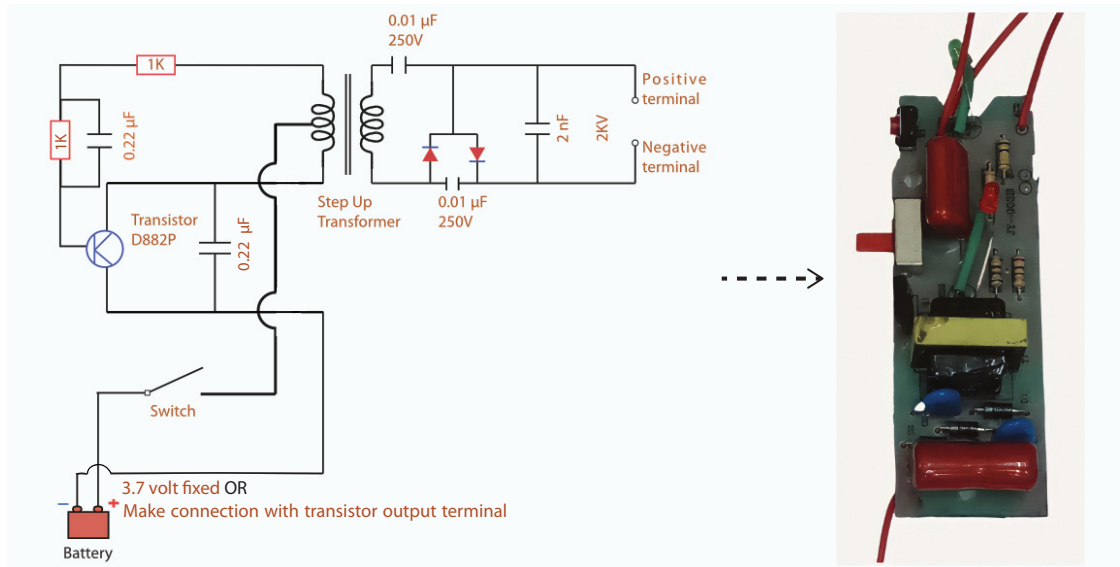 0.01 µF
250V
1K
1K
0.22 µF
Positive
terminal
2 nF
2KV
Negative
terminal
Step Up
Transformer
0.01 µF
250V
Transistor
D882P
0.22 µF
Switch
3.7 volt fixed OR
Make connection with transistor output terminal
Battery
− +